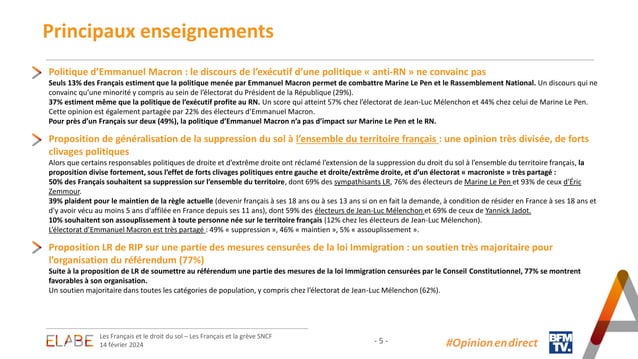 Principaux enseignements
Politique d'Emmanuel Macron : le discours de l'exécutif d'une politique « anti-RN » ne convainc pas
Seuls 13% des Français estiment que la politique menée par Emmanuel Macron permet de combattre Marine Le Pen et le Rassemblement National. Un discours qui ne
convainc qu'une minorité y compris au sein de l'électorat du Président de la République (29%).
37% estiment même que la politique de l'exécutif profite au RN. Un score qui atteint 57% chez l'électorat de Jean-Luc Mélenchon et 44% chez celui de Marine Le Pen.
Cette opinion est également partagée par 22% des électeurs d'Emmanuel Macron.
Pour près d'un Français sur deux (49%), la politique d'Emmanuel Macron n'a pas d'impact sur Marine Le Pen et le RN.
Proposition de généralisation de la suppression du sol à l'ensemble du territoire français : une opinion très divisée, de forts
clivages politiques
Alors que certains responsables politiques de droite et d'extrême droite ont réclamé l'extension de la suppression du droit du sol à l'ensemble du territoire français, la
proposition divise fortement, sous l'effet de forts clivages politiques entre gauche et droite/extrême droite, et d'un électorat « macroniste » très partagé :
50% des Français souhaitent sa suppression sur l'ensemble du territoire, dont 69% des sympathisants LR, 76% des électeurs de Marine Le Pen et 93% de ceux d'Éric
Zemmour.
39% plaident pour le maintien de la règle actuelle (devenir français à ses 18 ans ou à ses 13 ans si on en fait la demande, à condition de résider en France à ses 18 ans et
d'y avoir vécu au moins 5 ans d'affilée en France depuis ses 11 ans), dont 59% des électeurs de Jean-Luc Mélenchon et 69% de ceux de Yannick Jadot.
10% souhaitent son assouplissement à toute personne née sur le territoire français (12% chez les électeurs de Jean-Luc Mélenchon).
L'électorat d'Emmanuel Macron est très partagé : 49% « suppression », 46% « maintien », 5% « assouplissement ».
Proposition LR de RIP sur une partie des mesures censurées de la loi Immigration : un soutien très majoritaire pour
l'organisation du référendum (77%)
Suite à la proposition de LR de soumettre au référendum une partie des mesures de la loi Immigration censurées par le Conseil Constitutionnel, 77% se montrent
favorables à son organisation.
Un soutien majoritaire dans toutes les catégories de population, y compris chez l'électorat de Jean-Luc Mélenchon (62%).
ELABE
Les Français et le droit du sol – Les Français et la grève SNCF
14 février 2024
- 5 -
#Opinion en direct
BFM
TV.